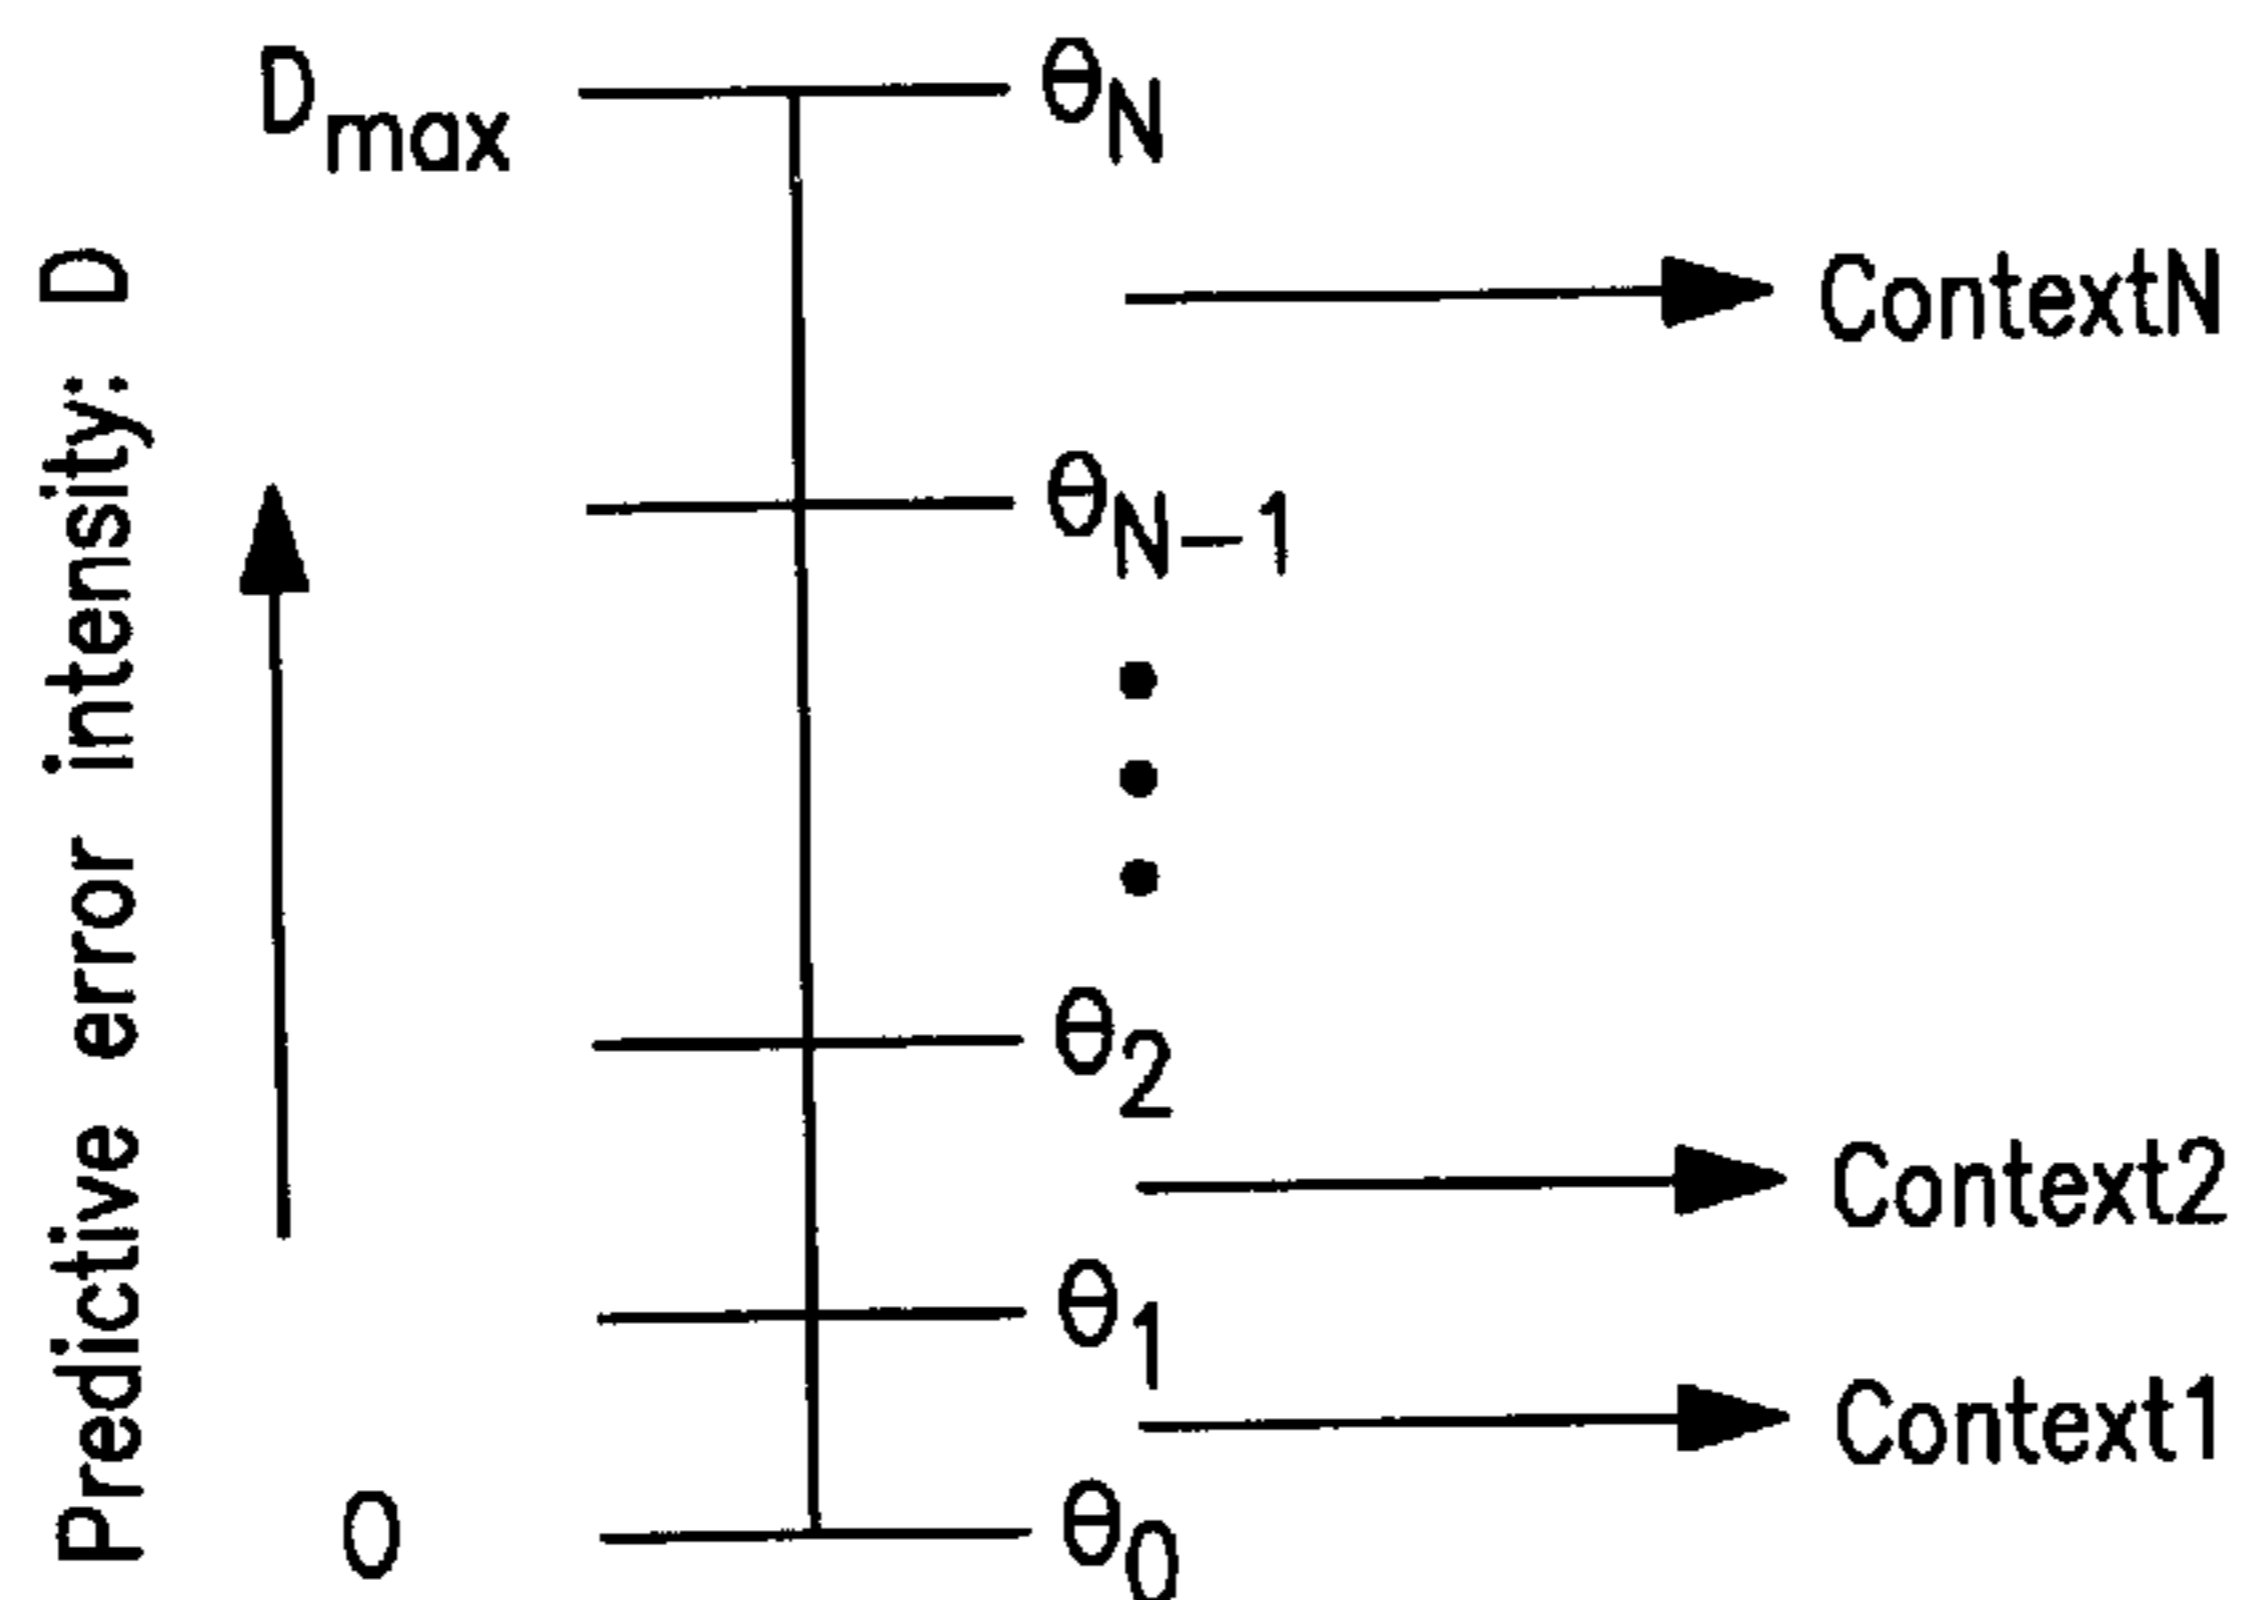 Predictive error intensity: D
Dmax θN
ContextN
θN−1
θ2
Context2
θ1
Context1
0 θ0